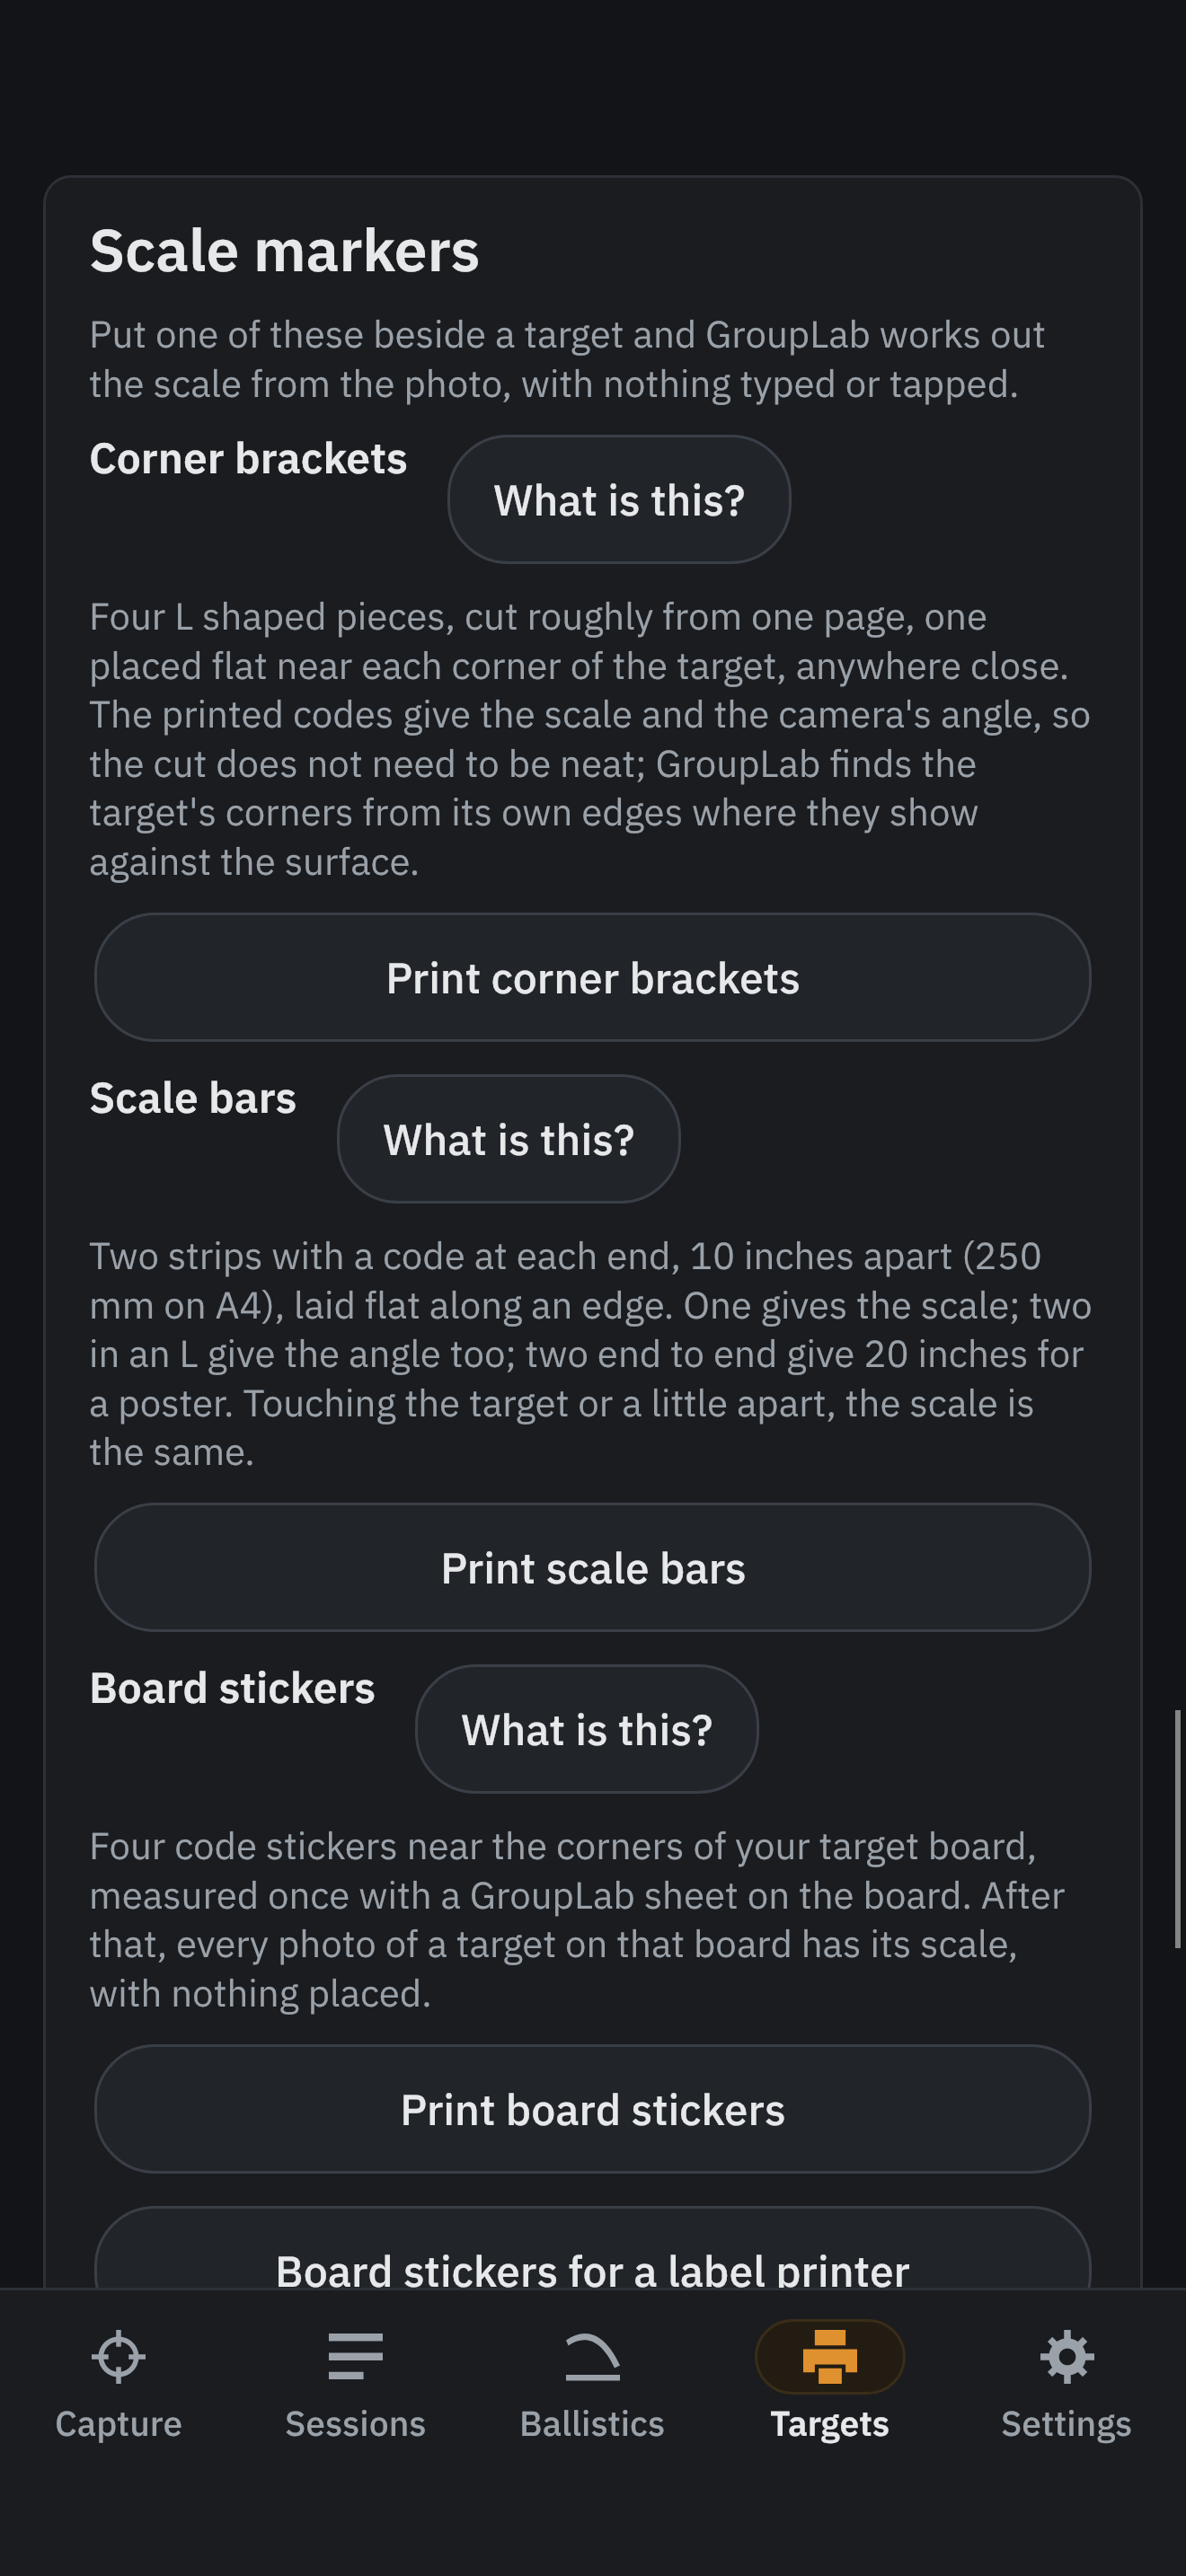 Scale markers
Put one of these beside a target and GroupLab works out
the scale from the photo, with nothing typed or tapped.
Corner brackets
What is this?
Four L shaped pieces, cut roughly from one page, one
placed flat near each corner of the target, anywhere close.
The printed codes give the scale and the camera's angle, so
the cut does not need to be neat; GroupLab finds the
target's corners from its own edges where they show
against the surface.
Print corner brackets
Scale bars
What is this?
Two strips with a code at each end, 10 inches apart (250
mm on A4), laid flat along an edge. One gives the scale; two
in an L give the angle too; two end to end give 20 inches for
a poster. Touching the target or a little apart, the scale is
the same.
Print scale bars
Board stickers
What is this?
Four code stickers near the corners of your target board,
measured once with a GroupLab sheet on the board. After
that, every photo of a target on that board has its scale,
with nothing placed.
Print board stickers
Board stickers for a label printer
Capture
Sessions
Ballistics
Targets
Settings